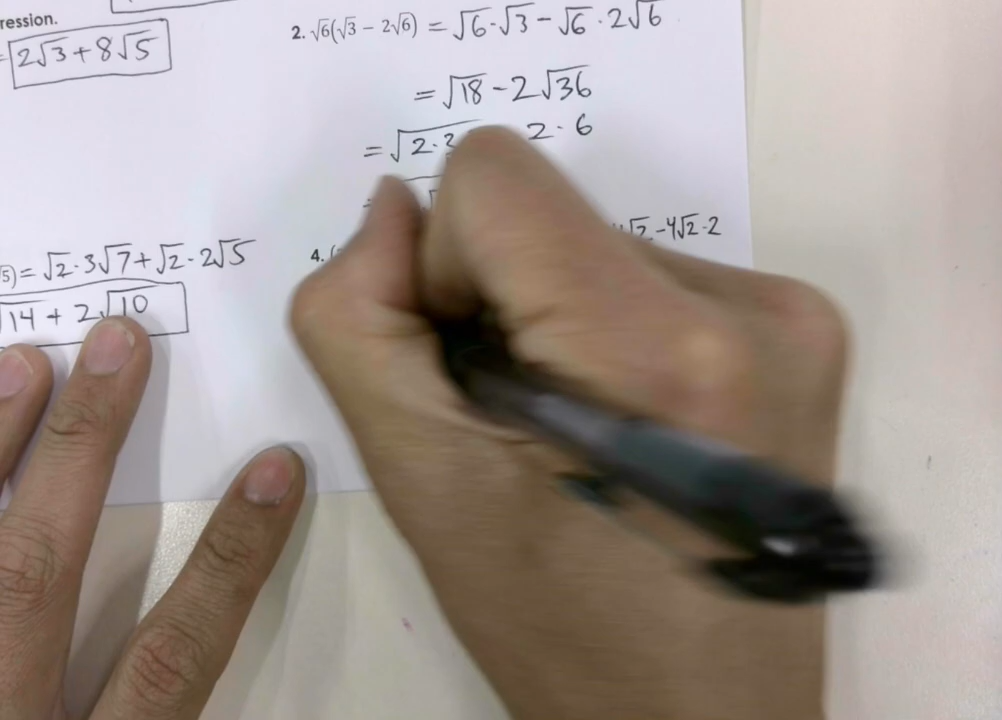 ression.
= 2√3 + 8√5
2. √6(√3 − 2√6) = √6·√3 − √6·2√6
= √18 − 2√36
= √2·3 2·6
=
5) = √2·3√7 + √2·2√5
√14 + 2√10
4. ( √2 − 4√2·2